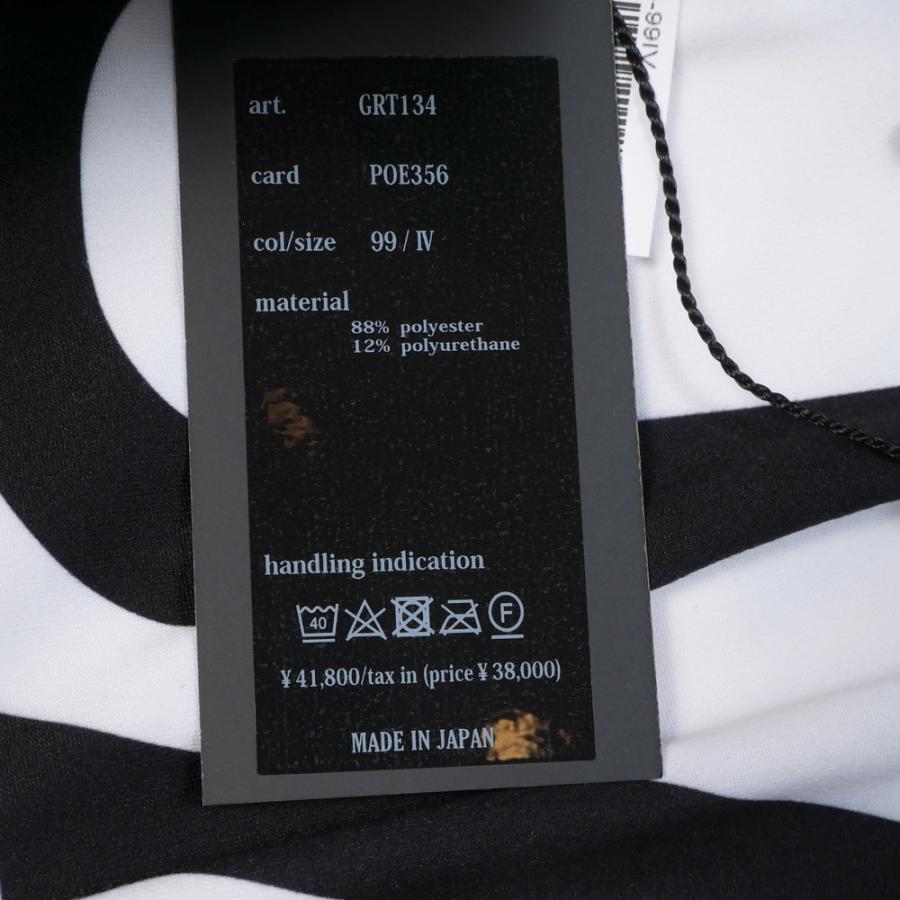 art. GRT134
card POE356
col/size 99 / Ⅳ
material
88% polyester
12% polyurethane
handling indication
40 F
¥ 41,800/tax in (price ¥ 38,000)
MADE IN JAPAN
-99IV